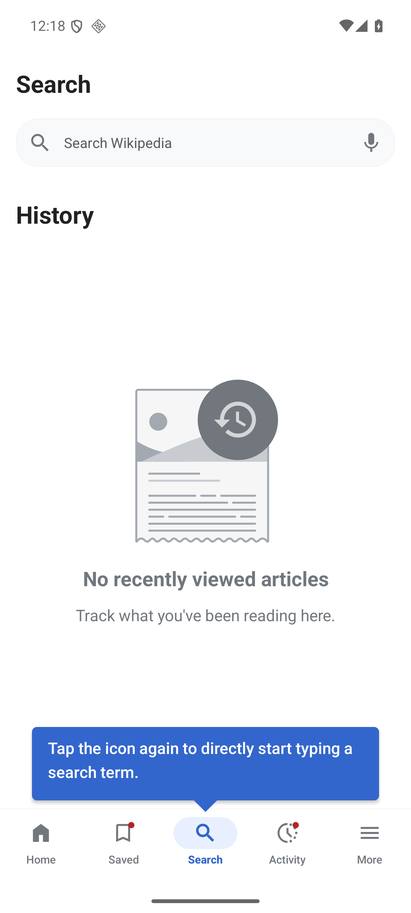 12:18
Search
Search Wikipedia
History
No recently viewed articles
Track what you've been reading here.
Tap the icon again to directly start typing a
search term.
Home
Saved
Search
Activity
More